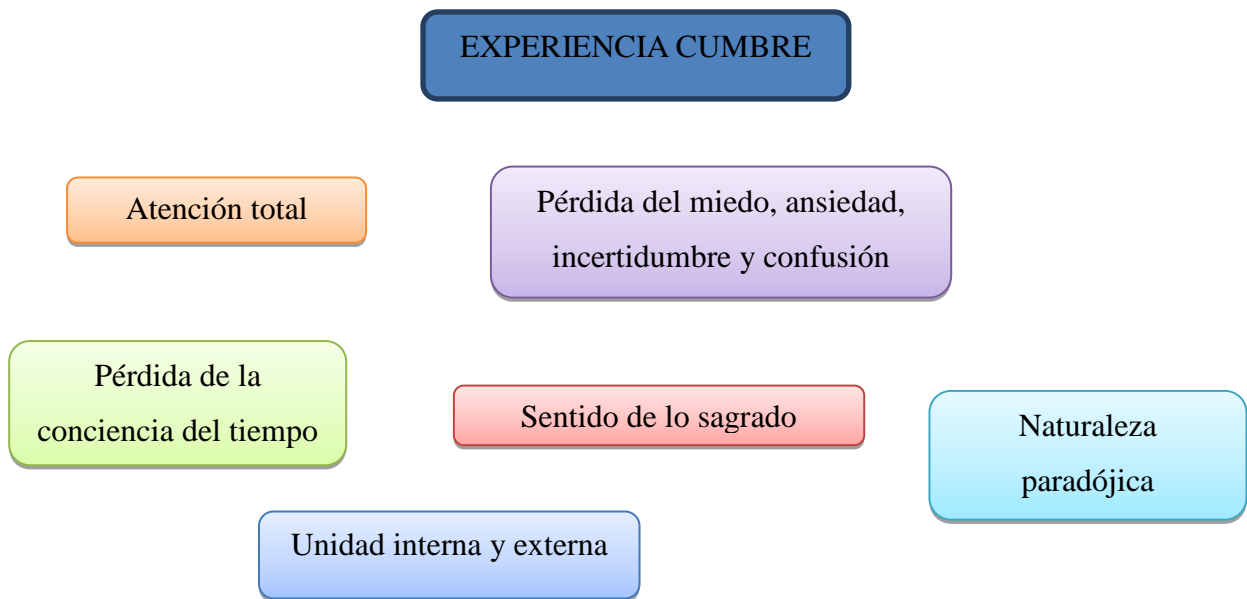 EXPERIENCIA CUMBRE
Atención total
Pérdida del miedo, ansiedad,
incertidumbre y confusión
Pérdida de la
conciencia del tiempo
Sentido de lo sagrado
Naturaleza
paradójica
Unidad interna y externa